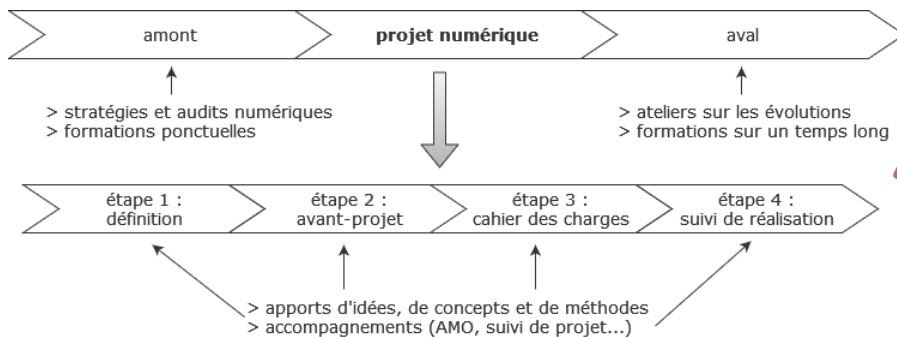 amont
projet numérique
aval
> stratégies et audits numériques
> formations ponctuelles
> ateliers sur les évolutions
> formations sur un temps long
étape 1 :
définition
étape 2 :
avant-projet
étape 3 :
cahier des charges
étape 4 :
suivi de réalisation
> apports d'idées, de concepts et de méthodes
> accompagnements (AMO, suivi de projet...)